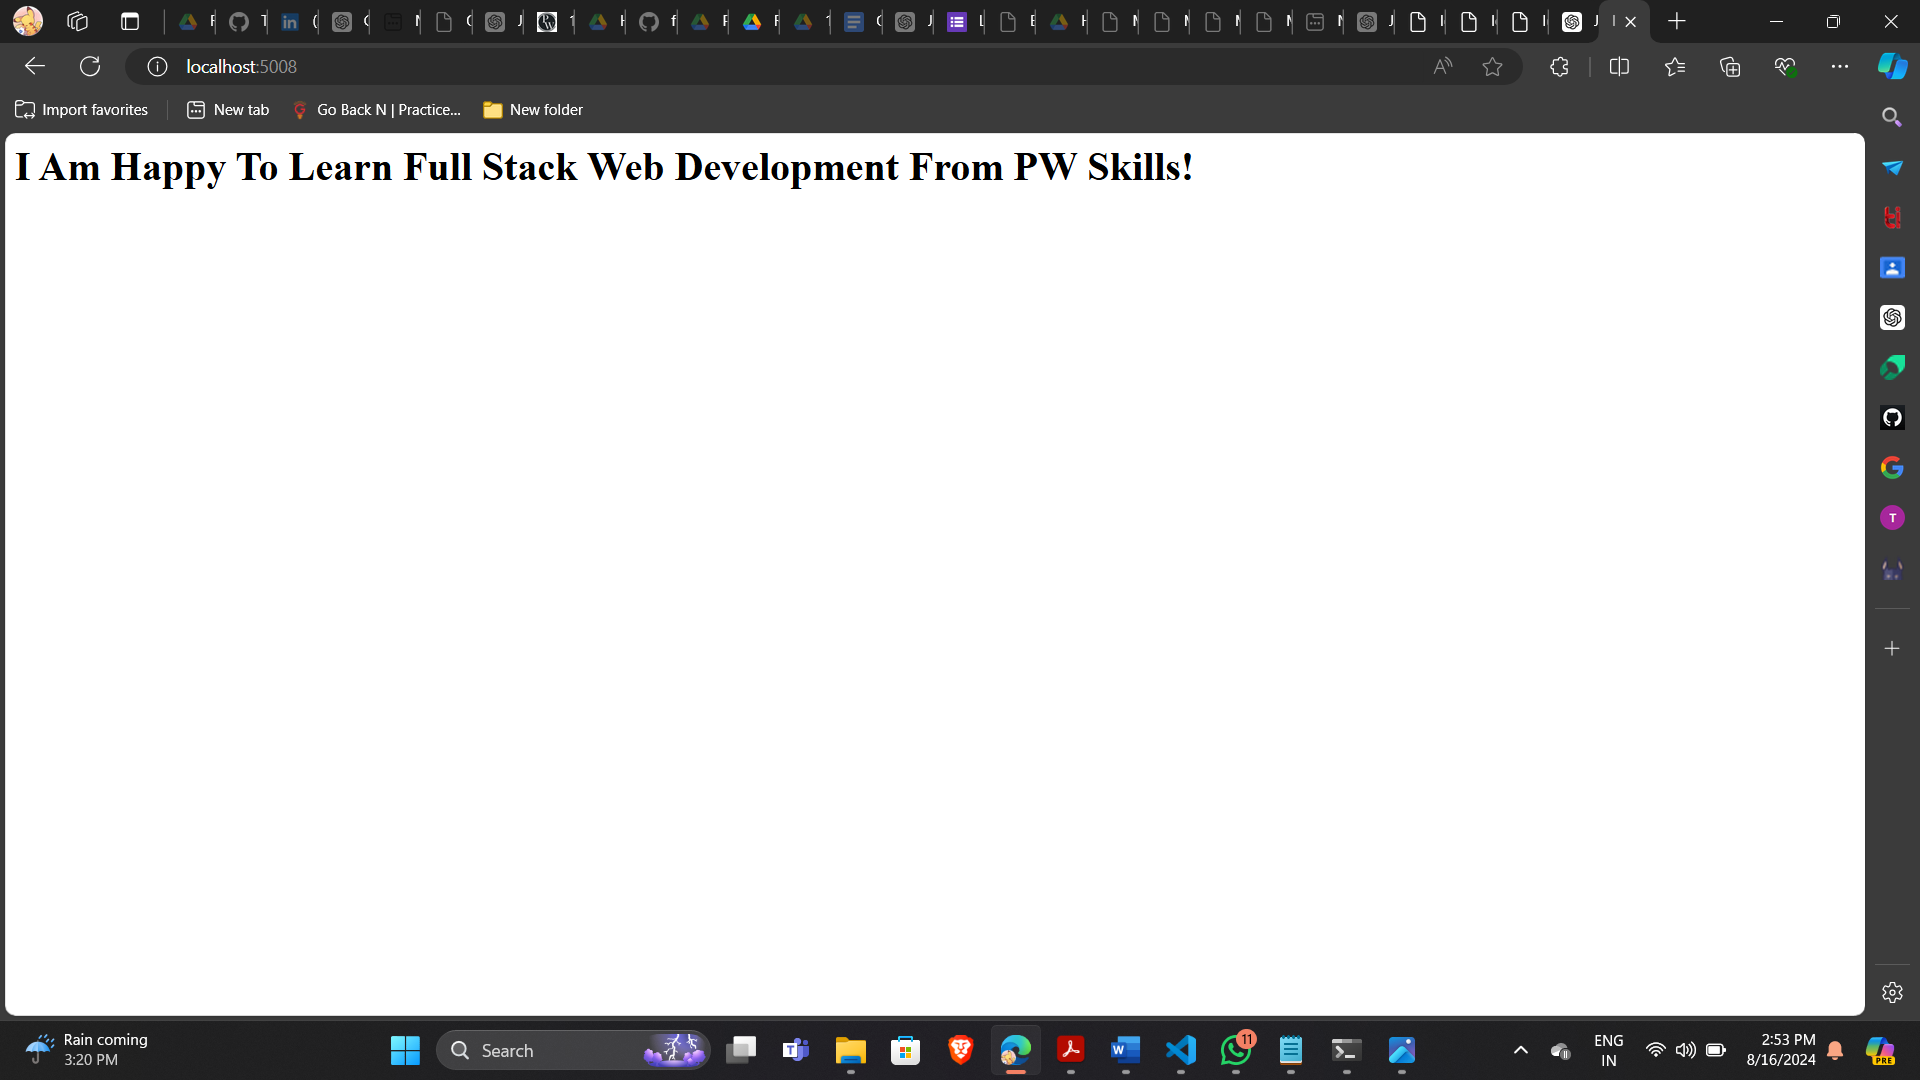 localhost:5008
Import favorites
New tab
Go Back N | Practice...
New folder
I Am Happy To Learn Full Stack Web Development From PW Skills!
T
Rain coming
3:20 PM
Search
11
ENG
IN
2:53 PM
8/16/2024
PRE